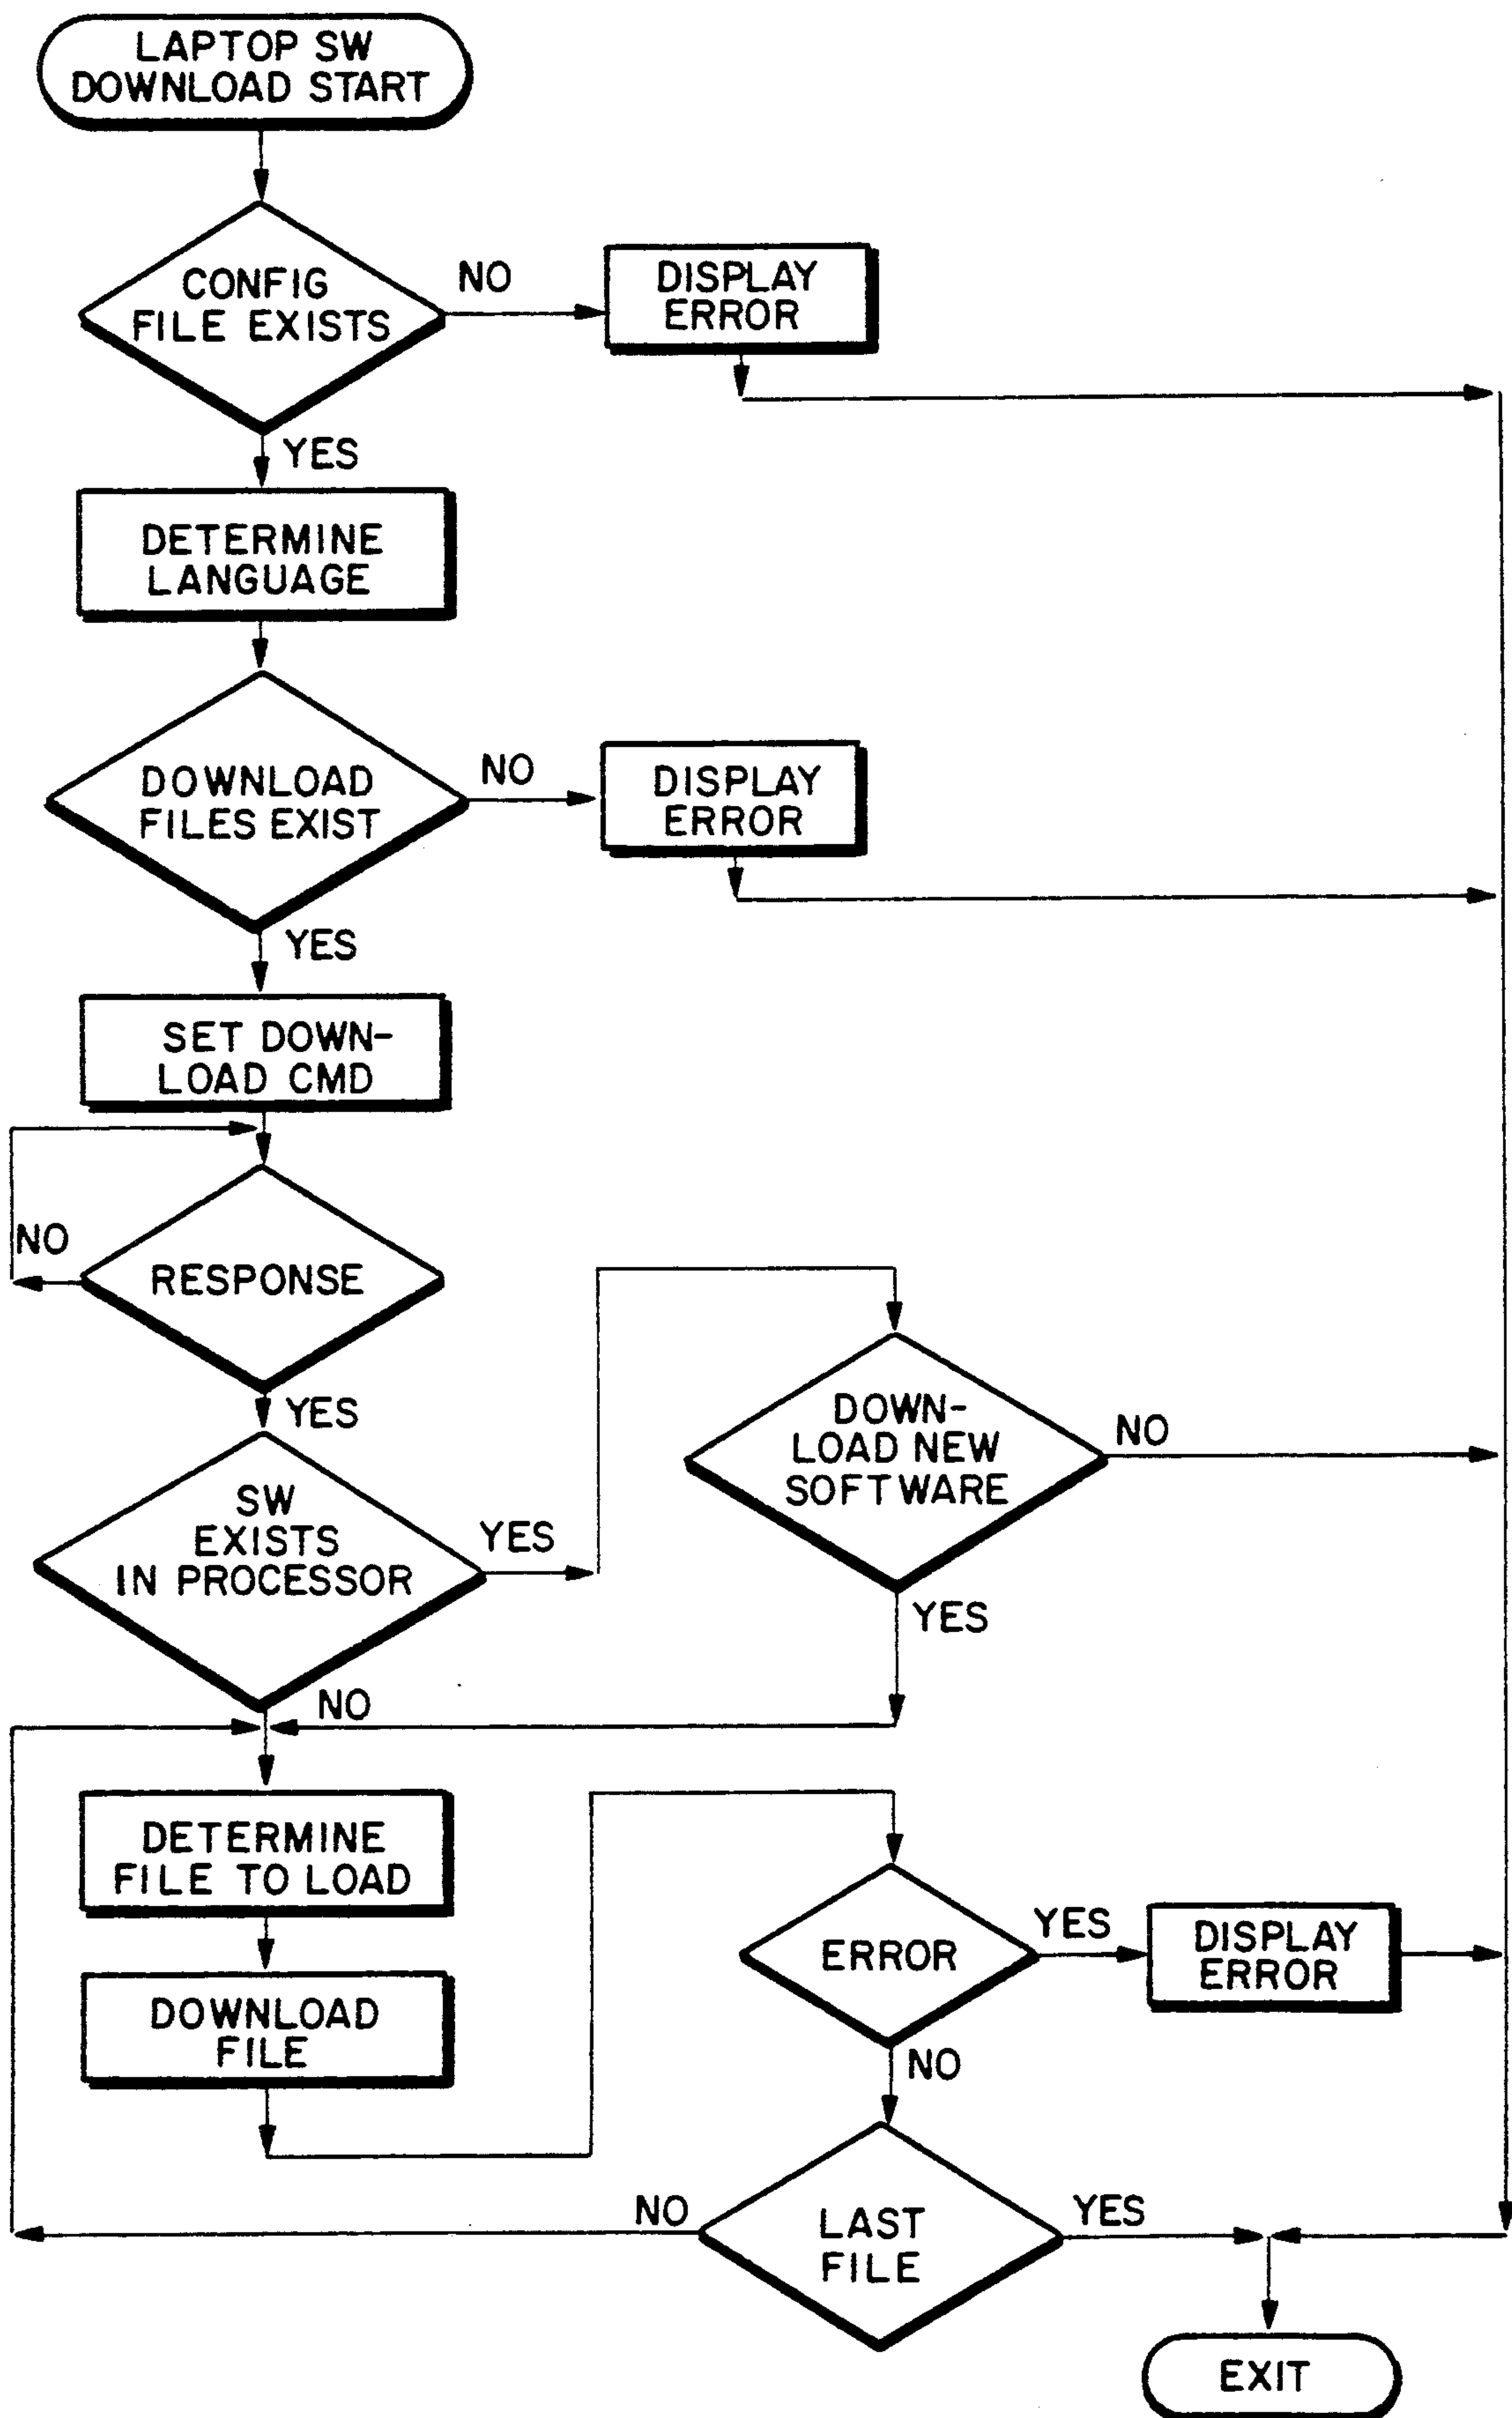 LAPTOP SW
DOWNLOAD START
CONFIG
FILE EXISTS
NO
DISPLAY
ERROR
YES
DETERMINE
LANGUAGE
DOWNLOAD
FILES EXIST
NO
DISPLAY
ERROR
YES
SET DOWN-
LOAD CMD
NO
RESPONSE
YES
SW
EXISTS
IN PROCESSOR
YES
DOWN-
LOAD NEW
SOFTWARE
NO
YES
NO
DETERMINE
FILE TO LOAD
DOWNLOAD
FILE
ERROR
YES
DISPLAY
ERROR
NO
LAST
FILE
NO
YES
EXIT